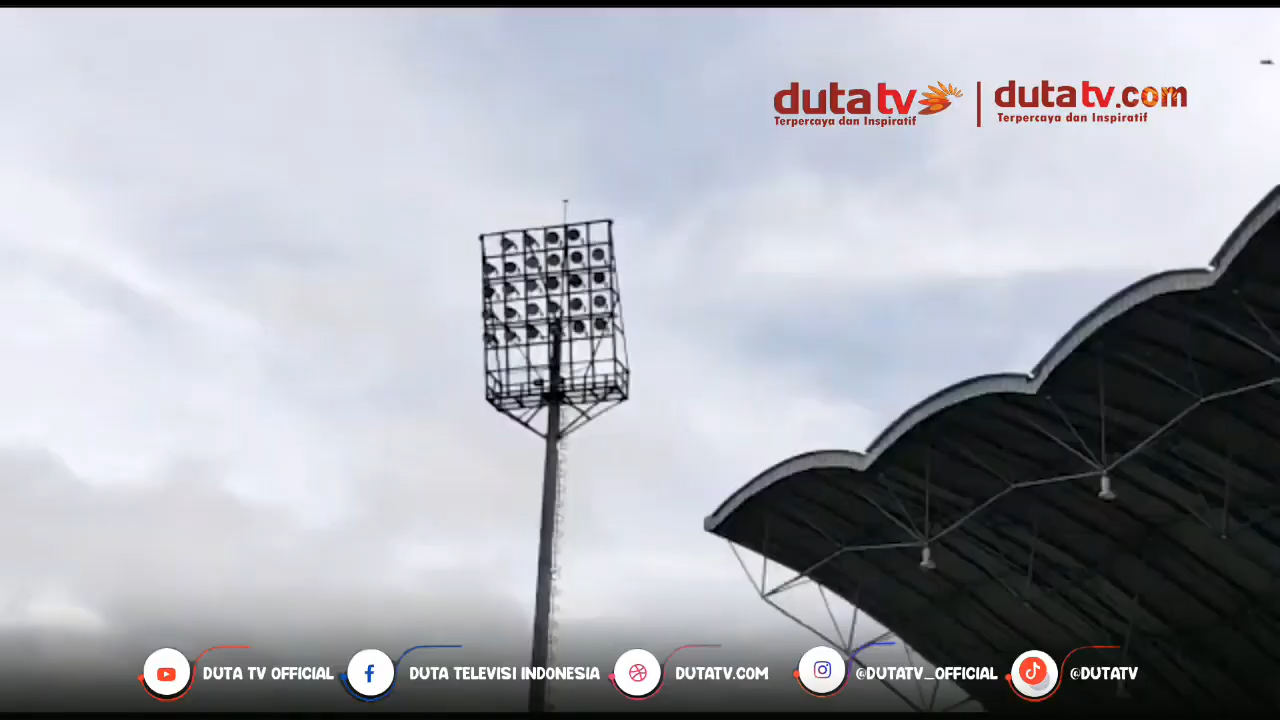 dutatv
Terpercaya dan Inspiratif
dutatv.com
Terpercaya dan Inspiratif
DUTA TV OFFICIAL
DUTA TELEVISI INDONESIA
DUTATV.COM
@DUTATV_OFFICIAL
@DUTATV